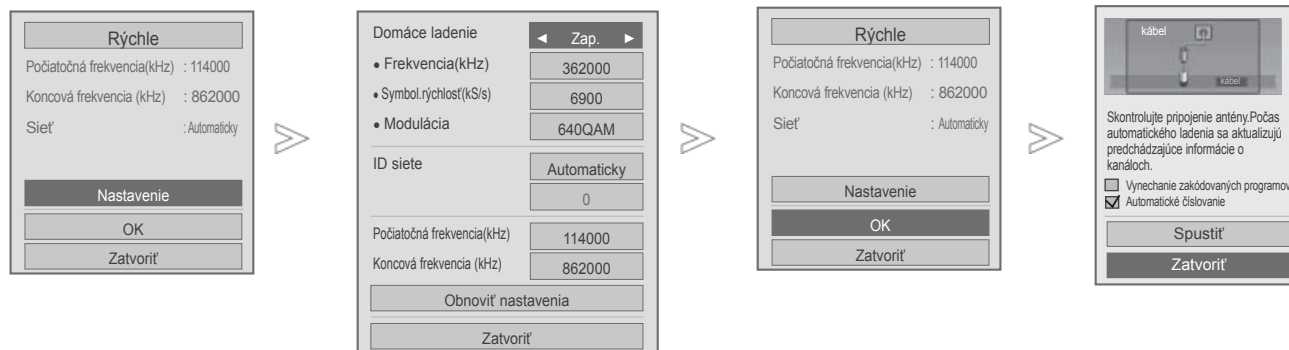 Rýchle
Počiatočná frekvencia(kHz) : 114000
Koncová frekvencia (kHz) : 862000
Sieť : Automaticky
Nastavenie
OK
Zatvoriť
Domáce ladenie ◄ Zap. ►
• Frekvencia(kHz) 362000
• Symbol.rýchlosť(kS/s) 6900
• Modulácia 640QAM
ID siete Automaticky
0
Počiatočná frekvencia(kHz) 114000
Koncová frekvencia (kHz) 862000
Obnoviť nastavenia
Zatvoriť
Rýchle
Počiatočná frekvencia(kHz) : 114000
Koncová frekvencia (kHz) : 862000
Sieť : Automaticky
Nastavenie
OK
Zatvoriť
kábel
kábel
Skontrolujte pripojenie antény.Počas
automatického ladenia sa aktualizujú
predchádzajúce informácie o
kanáloch.
Vynechanie zakódovaných programov
Automatické číslovanie
Spustiť
Zatvoriť